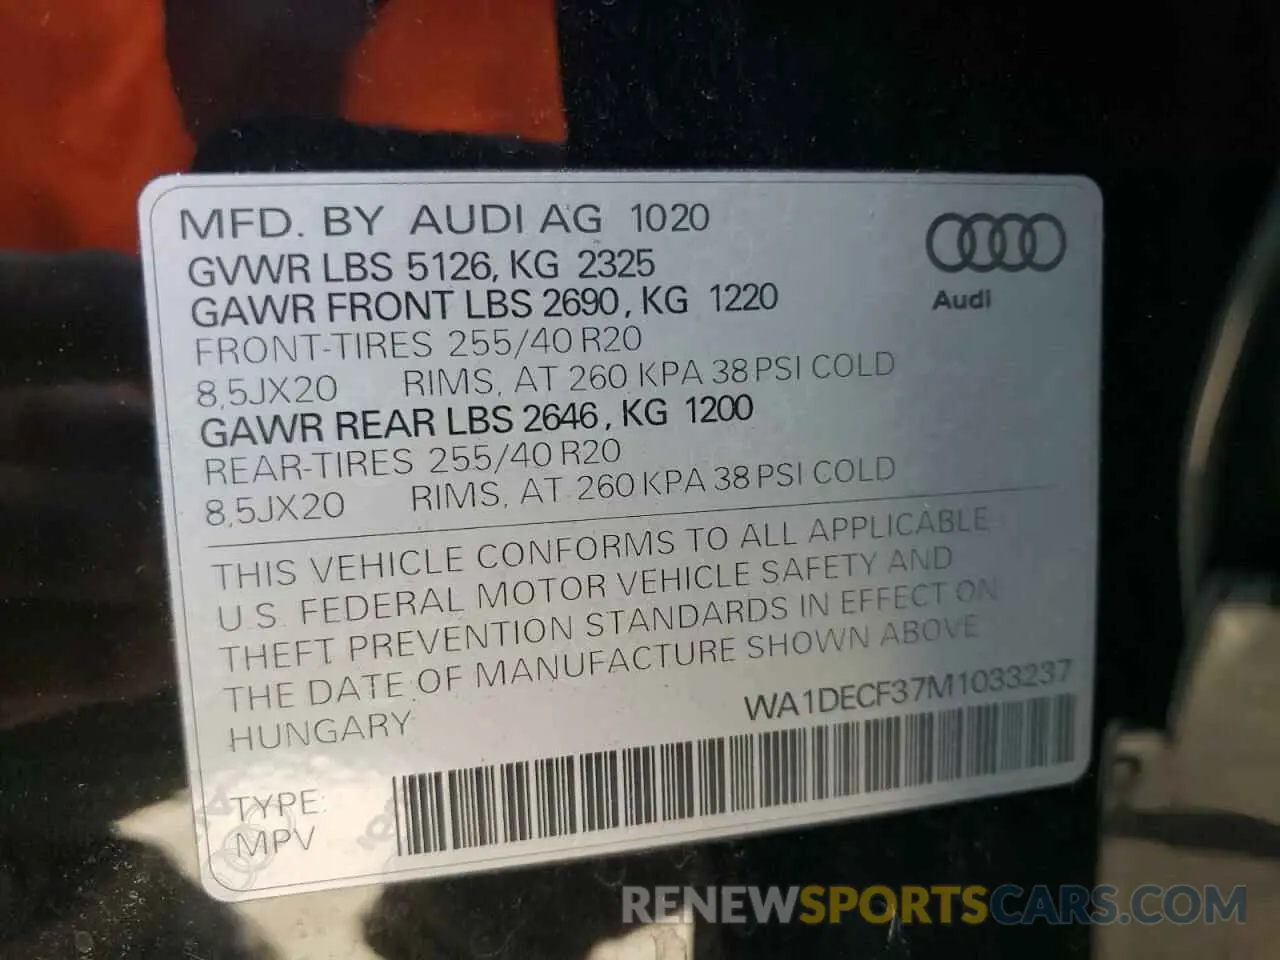 MFD. BY AUDI AG 1020
GVWR LBS 5126, KG 2325
GAWR FRONT LBS 2690, KG 1220
FRONT-TIRES 255/40 R20
8,5JX20 RIMS, AT 260 KPA 38 PSI COLD
GAWR REAR LBS 2646, KG 1200
REAR-TIRES 255/40 R20
8,5JX20 RIMS, AT 260 KPA 38 PSI COLD
Audi
THIS VEHICLE CONFORMS TO ALL APPLICABLE
U.S. FEDERAL MOTOR VEHICLE SAFETY AND
THEFT PREVENTION STANDARDS IN EFFECT ON
THE DATE OF MANUFACTURE SHOWN ABOVE
HUNGARY
WA1DECF37M1033237
TYPE:
MPV
RENEWSPORTSCARS.COM